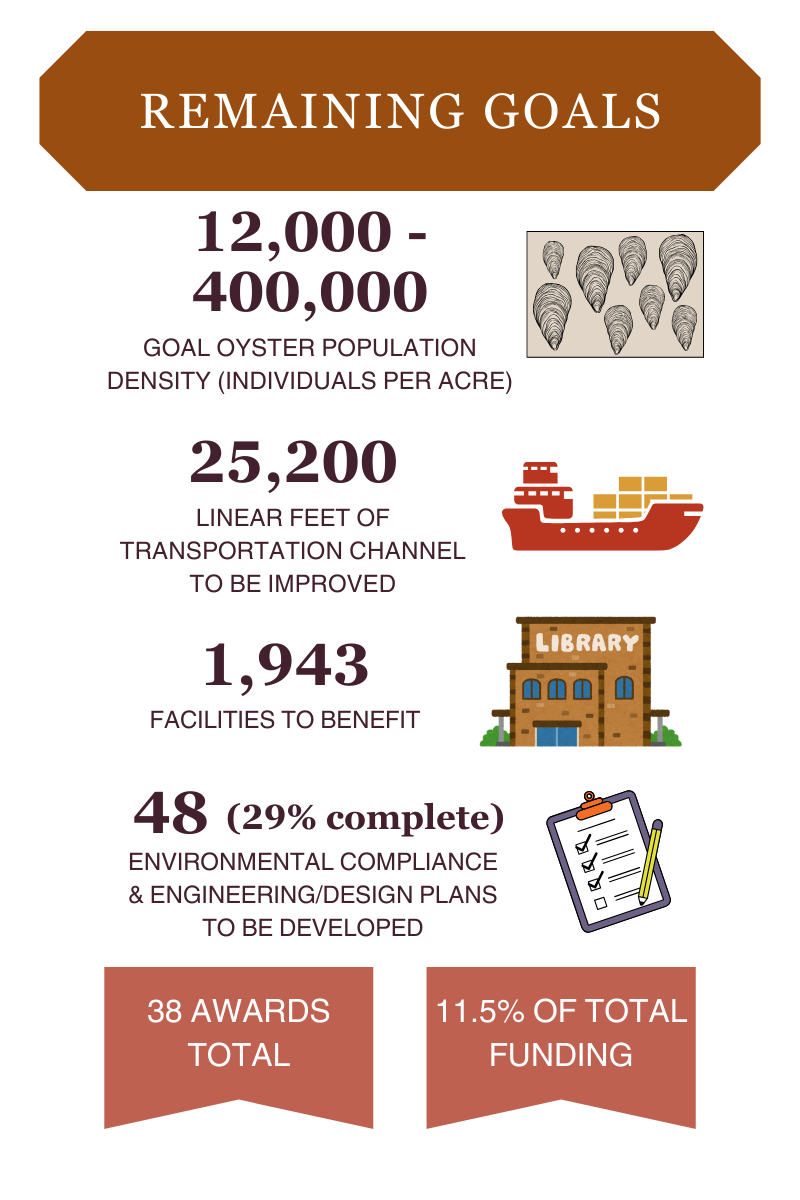 REMAINING GOALS
12,000 -
400,000
GOAL OYSTER POPULATION
DENSITY (INDIVIDUALS PER ACRE)
25,200
LINEAR FEET OF
TRANSPORTATION CHANNEL
TO BE IMPROVED
LIBRARY
1,943
FACILITIES TO BENEFIT
48 (29% complete)
ENVIRONMENTAL COMPLIANCE
& ENGINEERING/DESIGN PLANS
TO BE DEVELOPED
38 AWARDS
TOTAL
11.5% OF TOTAL
FUNDING